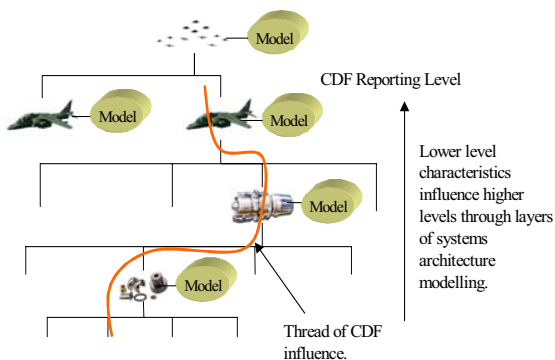 Model
CDF Reporting Level
Model
Model
Lower level
characteristics
influence higher
levels through layers
of systems
architecture
modelling.
Model
Model
Thread of CDF
influence.